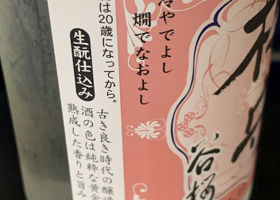 谷桜
冷やでよし
燗でなおよし
は20歳になってから。
生酛仕込み
古き良き時代の醸造
酒の色は純粋な黄金
熟成した香りと旨み